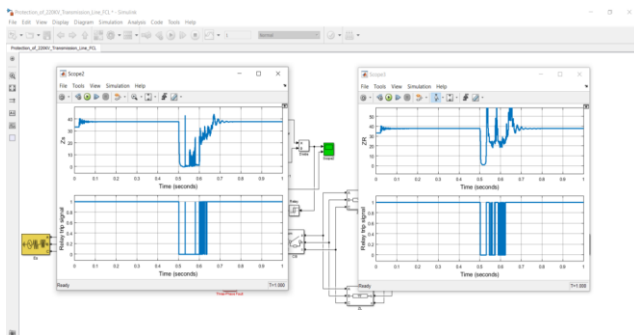 Protection_of_220KV_Transmission_Line_FCL * - Simulink
File Edit View Display Diagram Simulation Analysis Code Tools Help
Normal
Protection_of_220KV_Transmission_Line_FCL
Scope2
File Tools View Simulation Help
Zs
50
40
30
20
10
0
0 0.1 0.2 0.3 0.4 0.5 0.6 0.7 0.8 0.9 1
Time (seconds)
Relay trip signal
1
0.8
0.6
0.4
0.2
0
0 0.1 0.2 0.3 0.4 0.5 0.6 0.7 0.8 0.9 1
Time (seconds)
Ready T=1.000
Scope3
File Tools View Simulation Help
ZR
50
40
30
20
10
0
0 0.1 0.2 0.3 0.4 0.5 0.6 0.7 0.8 0.9 1
Time (seconds)
Relay trip signal
1
0.8
0.6
0.4
0.2
0
0 0.1 0.2 0.3 0.4 0.5 0.6 0.7 0.8 0.9 1
Time (seconds)
Ready T=1.000